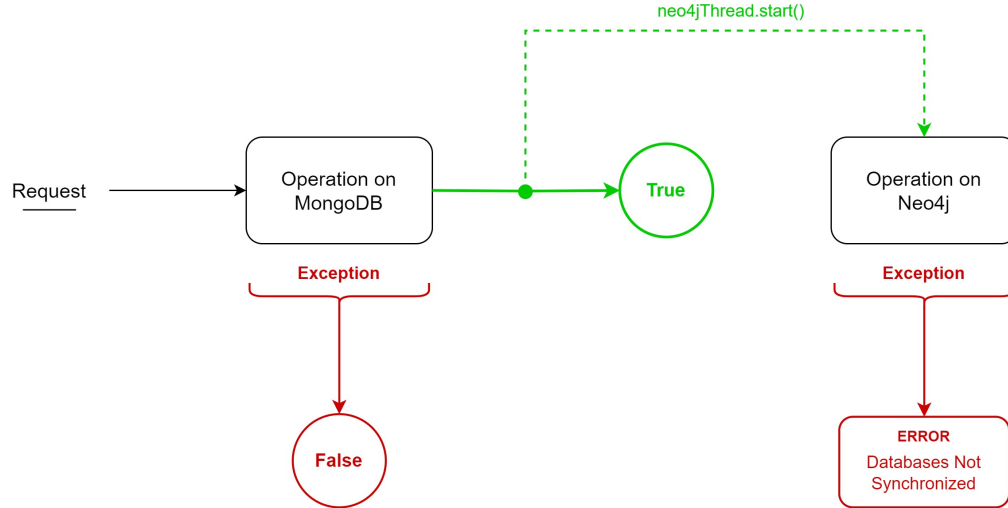 neo4jThread.start()
Request
Operation on
MongoDB
True
Operation on
Neo4j
Exception
Exception
False
ERROR
Databases Not
Synchronized